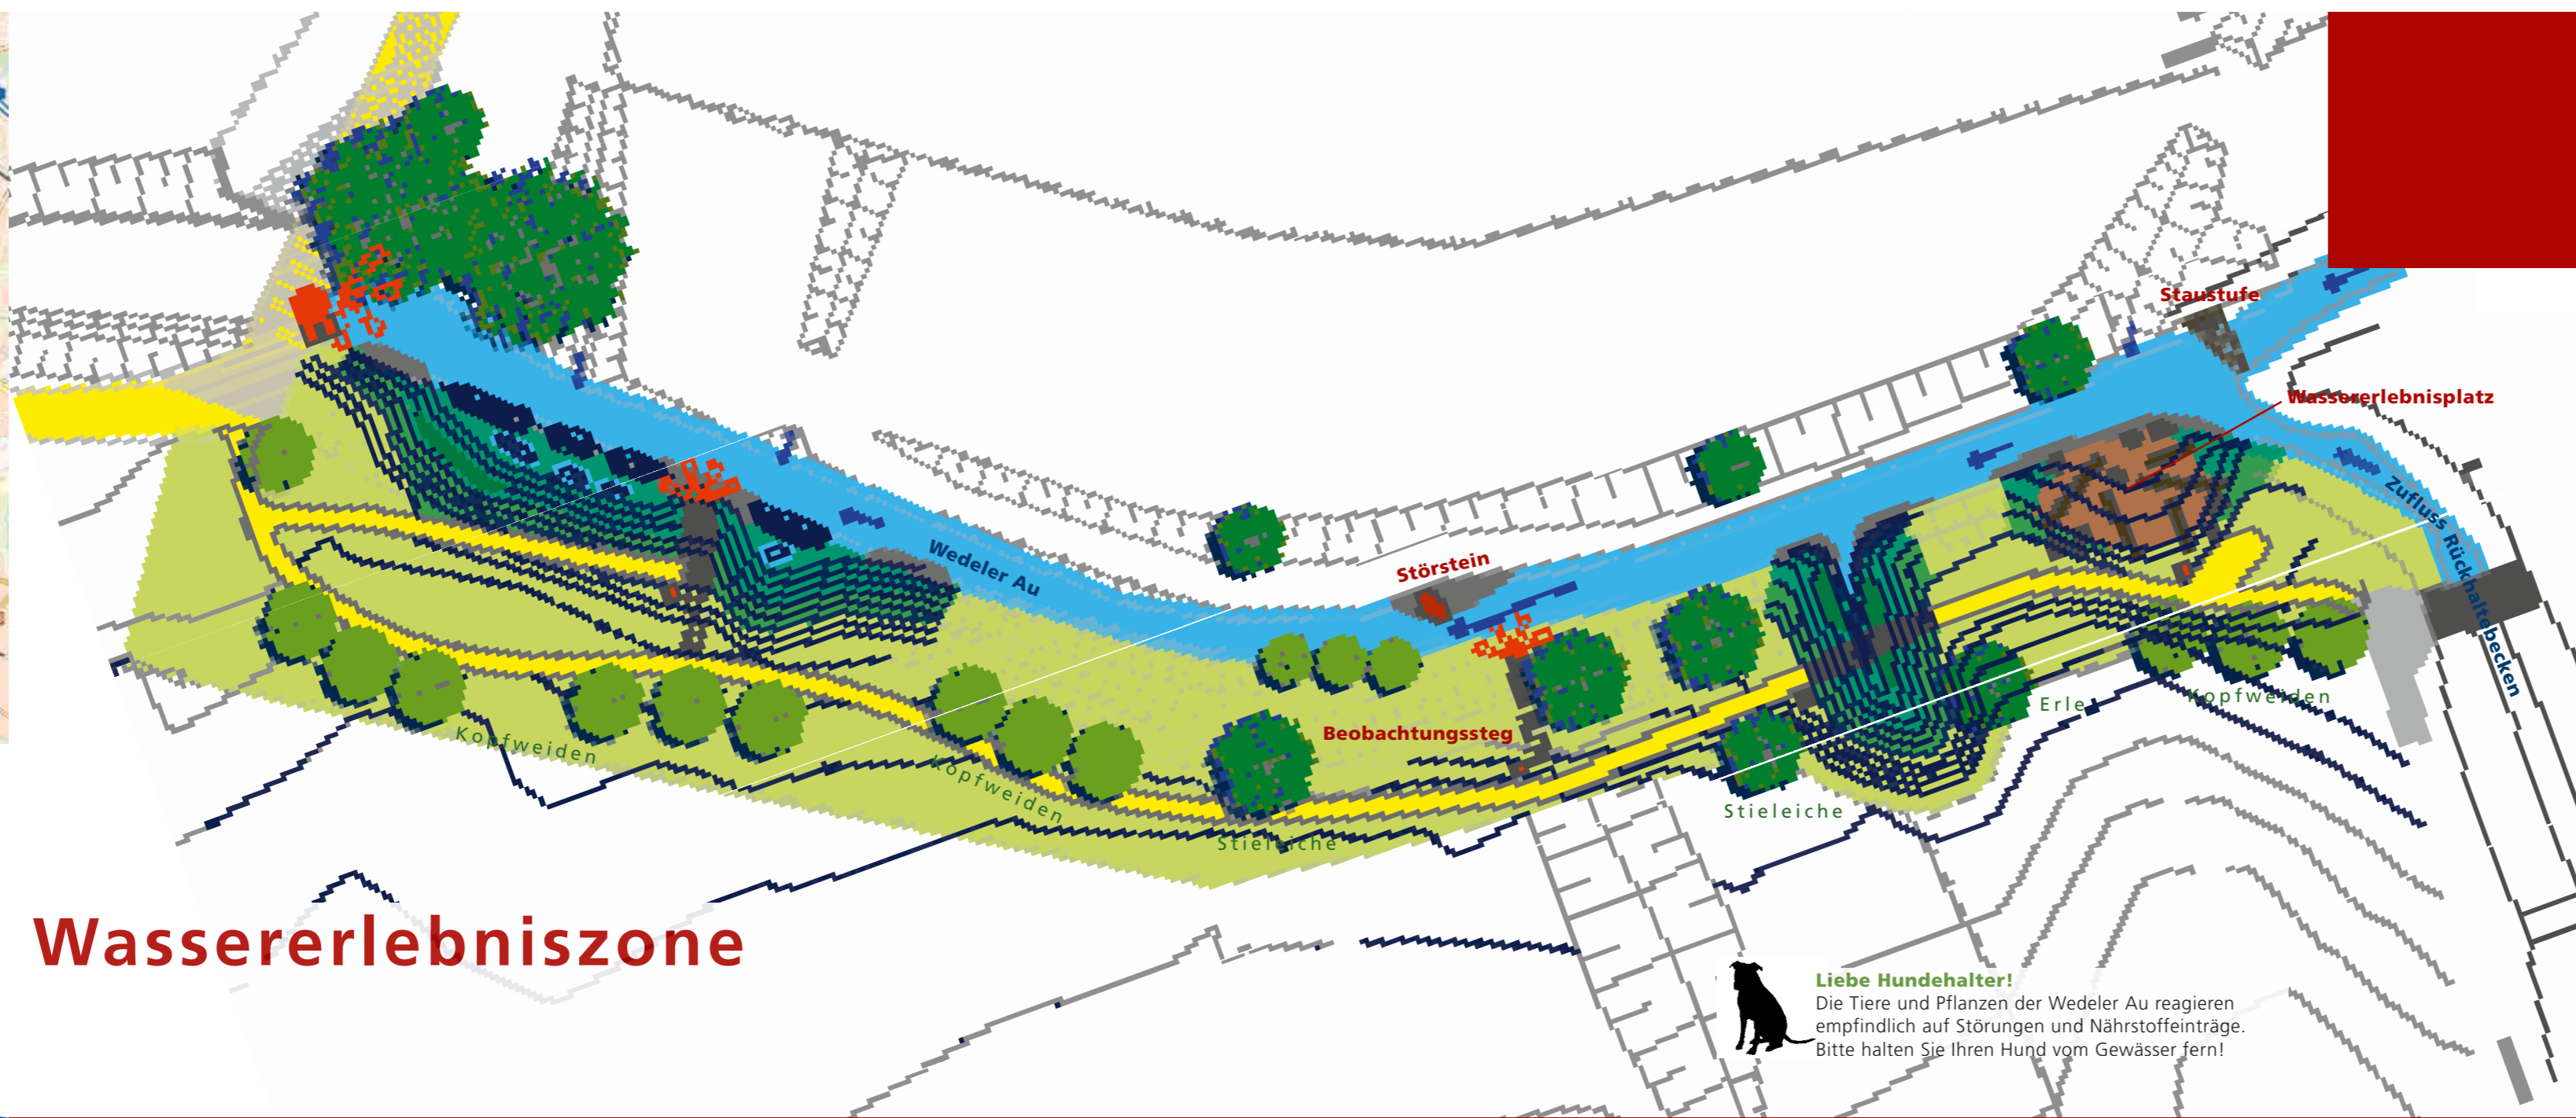 Staustufe
Wassererlebnisplatz
Zufluss Rückhaltebecken
Wedeler Au
Störstein
Beobachtungssteg
Erle
Kopfweiden
Kopfweiden
Kopfweiden
Stieleiche
Stieleiche
Wassererlebniszone
Liebe Hundehalter!
Die Tiere und Pflanzen der Wedeler Au reagieren
empfindlich auf Störungen und Nährstoffeinträge.
Bitte halten Sie Ihren Hund vom Gewässer fern!